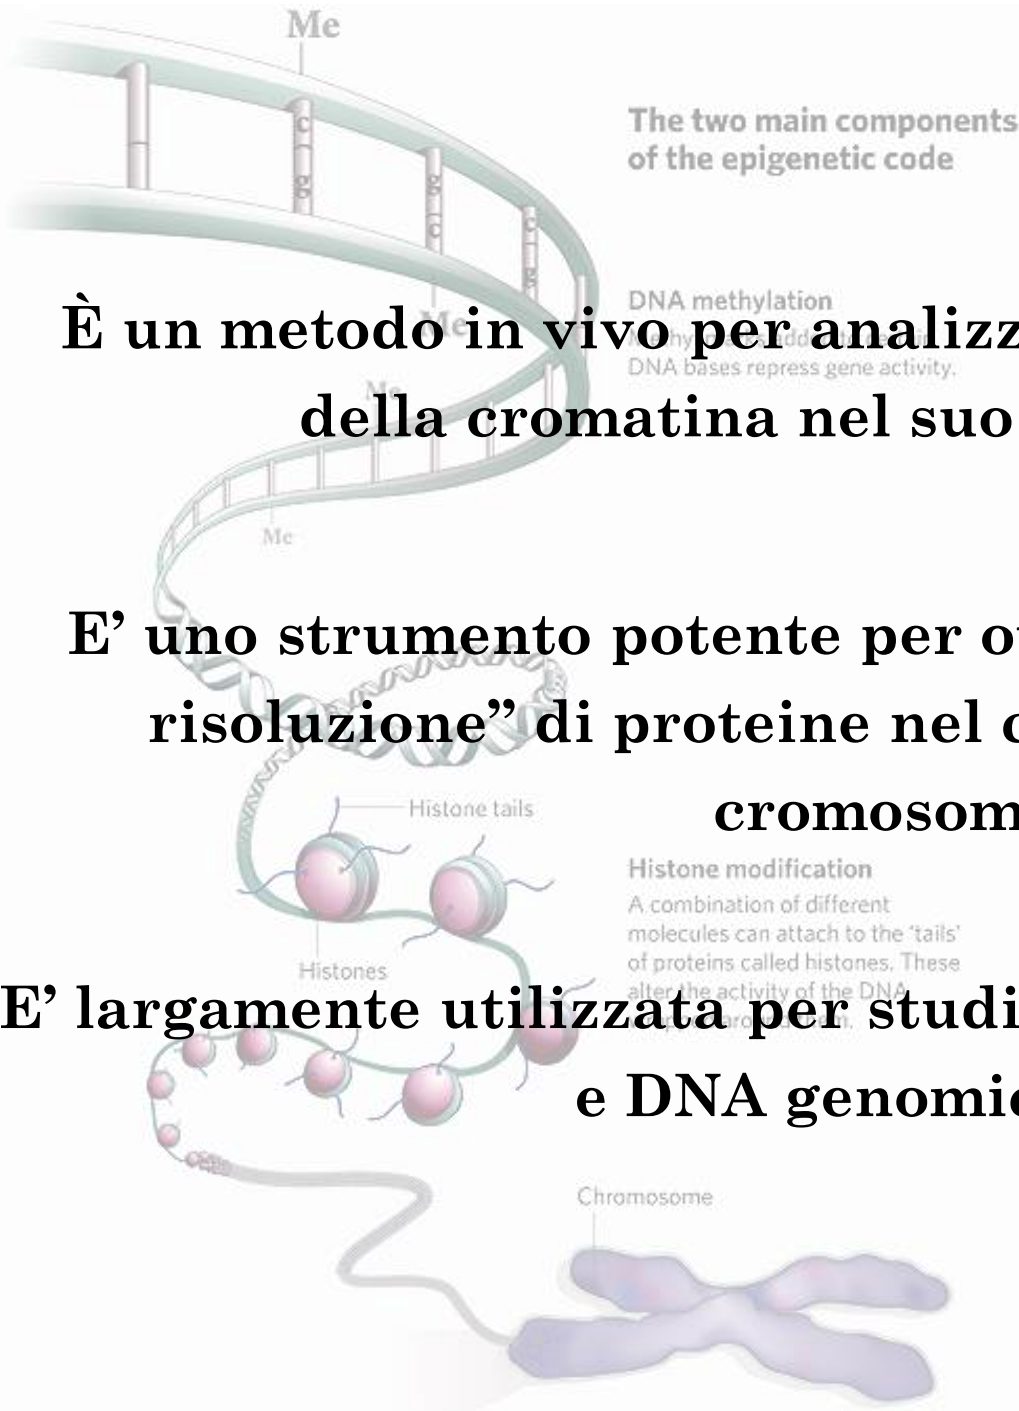 Me
c
g
g
c
c
g
The two main components
of the epigenetic code
Me
DNA methylation
DNA bases repress gene activity.
È un metodo in vivo per analizz
Me
della cromatina nel suo
Me
E’ uno strumento potente per
risoluzione” di proteine nel
cromosom
Histone tails
Histone modification
A combination of different
molecules can attach to the ‘tails’
of proteins called histones. These
alter the activity of the DNA
Histones
E’ largamente utilizzata per studi
e DNA genomic
Chromosome